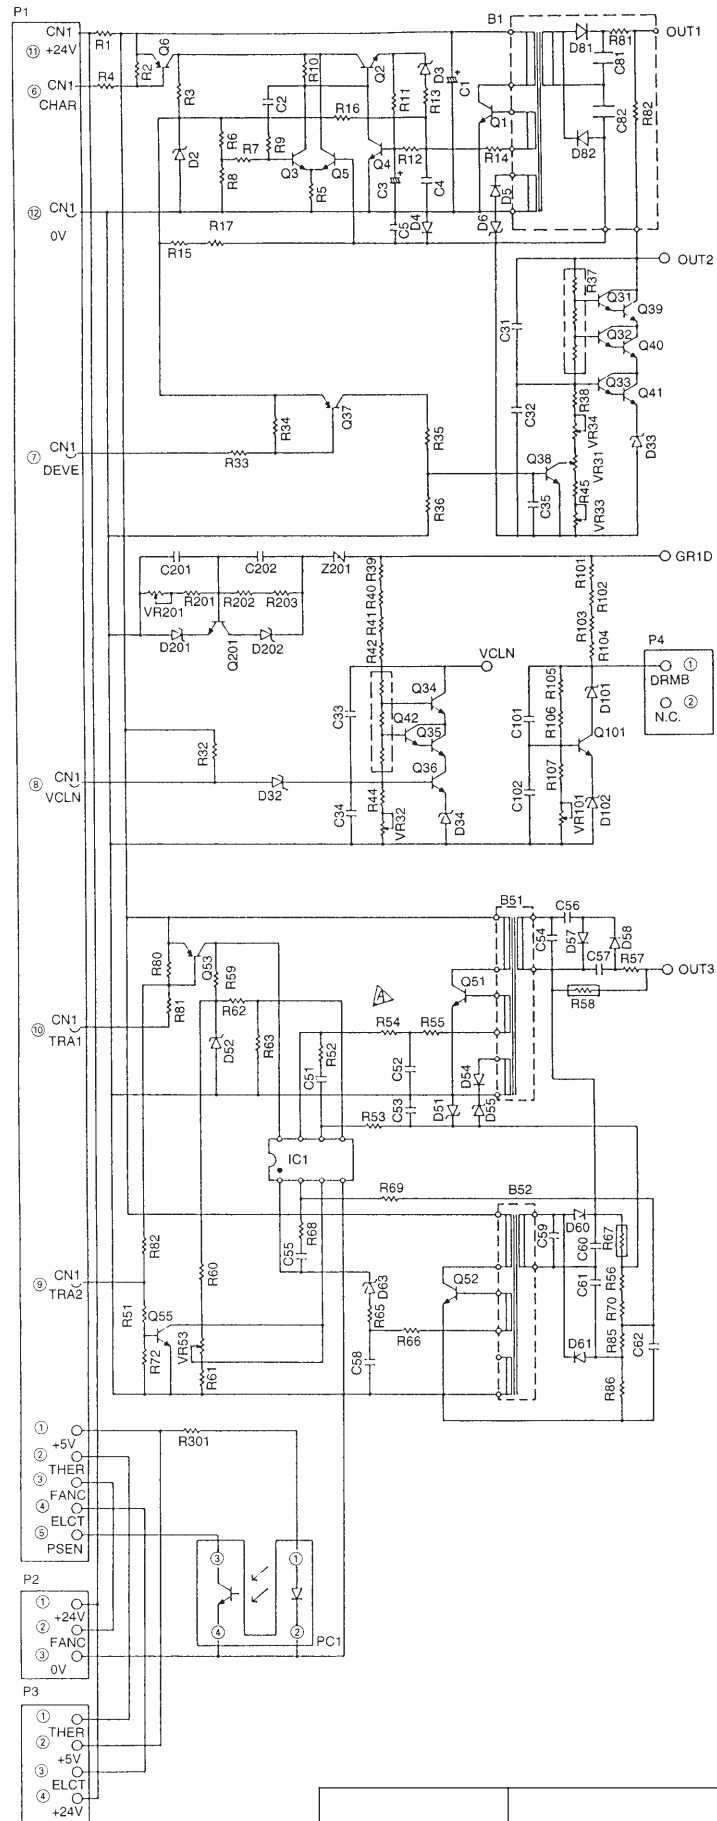 P1
CN1
⑪ +24V
R1
⑥ CN1
CHAR
R4
⑫ CN1
0V
Q6
R2
R3
D2
R6
R8
R7
R9
C2
R10
Q3
Q5
R5
R16
Q2
R11
D3
R13
C1
Q4
R12
C3
C4
C5
D4
R14
Q1
D5
D6
R17
R15
B1
D81
R81
OUT1
C81
C82
R82
D82
OUT2
R37
Q31
Q39
Q32
Q40
Q33
Q41
C31
C32
R38
VR34
VR31
R45
VR33
D33
Q38
C35
Q37
R34
R33
R35
R36
⑦ CN1
DEVE
C201
C202
Z201
VR201
R201
R202
R203
D201
Q201
D202
R39
R40
R41
R42
GR1D
R101
R102
R103
R104
VCLN
P4
①
DRMB
②
N.C.
Q34
Q42
Q35
Q36
C33
C34
R44
VR32
D34
R105
R106
R107
C101
C102
D101
Q101
VR101
D102
R32
⑧ CN1
VCLN
D32
B51
C56
C54
D57
D58
C57
R57
OUT3
R58
R80
R81
Q53
R59
R62
D52
R63
⑩ CN1
TRA1
Q51
R54
R55
R52
C51
C52
C53
D54
D51
D55
R53
IC1
R69
R68
C55
B52
C59
D60
C60
C61
R67
R56
R70
R85
R86
C62
D61
R82
R60
⑨ CN1
TRA2
R51
Q55
R72
VR53
R61
D63
R65
R66
C58
Q52
① +5V
② THER
③ FANC
④ ELCT
⑤ PSEN
R301
③
①
④
②
PC1
P2
① +24V
② FANC
③ 0V
P3
① THER
② +5V
③ ELCT
④ +24V